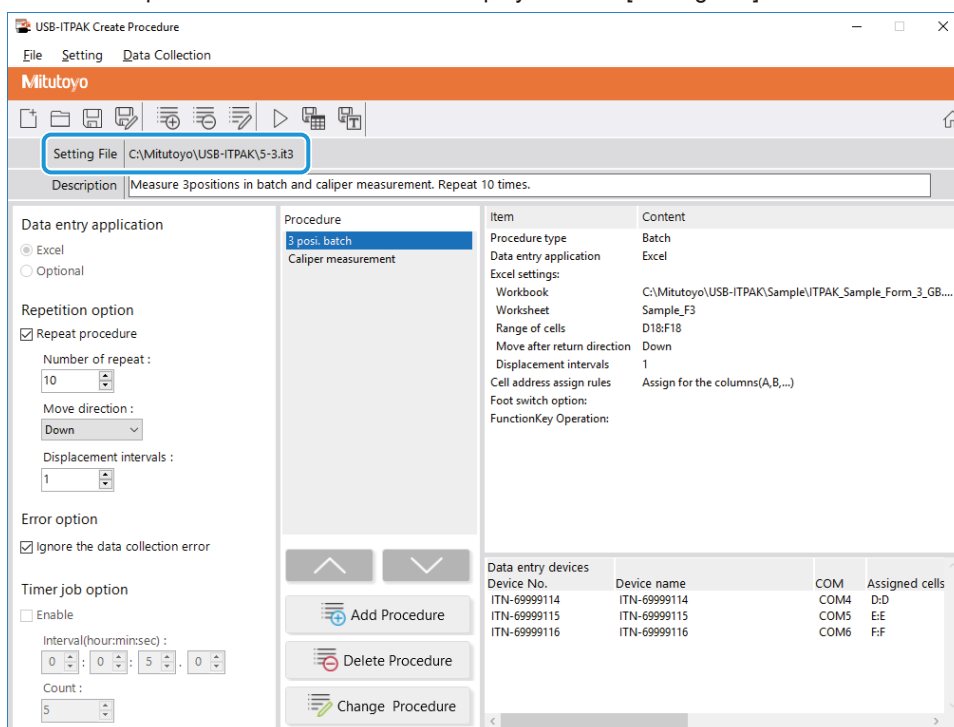 USB-ITPAK Create Procedure
File Setting Data Collection
Mitutoyo
Setting File C:\Mitutoyo\USB-ITPAK\5-3.it3
Description Measure 3positions in batch and caliper measurement. Repeat 10 times.
Data entry application
Excel
Optional
Repetition option
Repeat procedure
Number of repeat :
10
Move direction :
Down
Displacement intervals :
1
Error option
Ignore the data collection error
Timer job option
Enable
Interval(hour:min:sec) :
0 : 0 : 5 . 0
Count :
5
Procedure
3 posi. batch
Caliper measurement
Add Procedure
Delete Procedure
Change Procedure
Item Content
Procedure type Batch
Data entry application Excel
Excel settings:
Workbook C:\Mitutoyo\USB-ITPAK\Sample\ITPAK_Sample_Form_3_GB....
Worksheet Sample_F3
Range of cells D18:F18
Move after return direction Down
Displacement intervals 1
Cell address assign rules Assign for the columns(A,B,...)
Foot switch option:
FunctionKey Operation:
Data entry devices
Device No. Device name COM Assigned cells
ITN-69999114 ITN-69999114 COM4 D:D
ITN-69999115 ITN-69999115 COM5 E:E
ITN-69999116 ITN-69999116 COM6 F:F